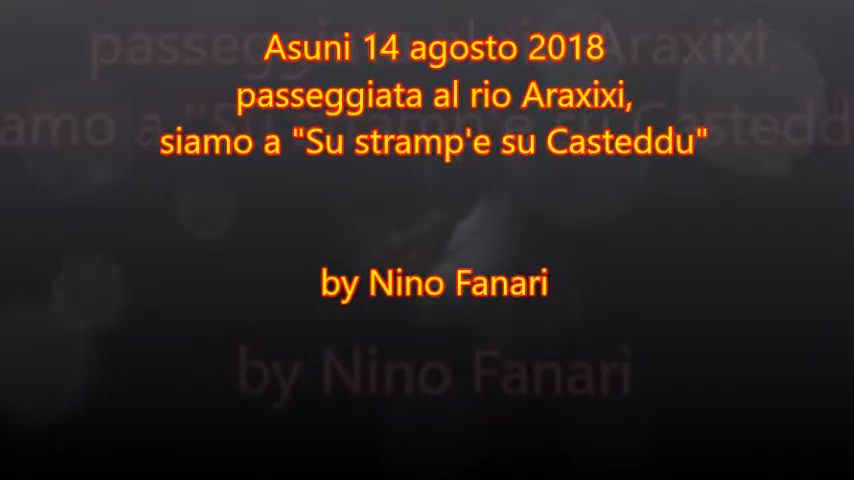 Asuni 14 agosto 2018
passeggiata al rio Araxixi,
siamo a "Su stramp'e su Casteddu"
by Nino Fanari